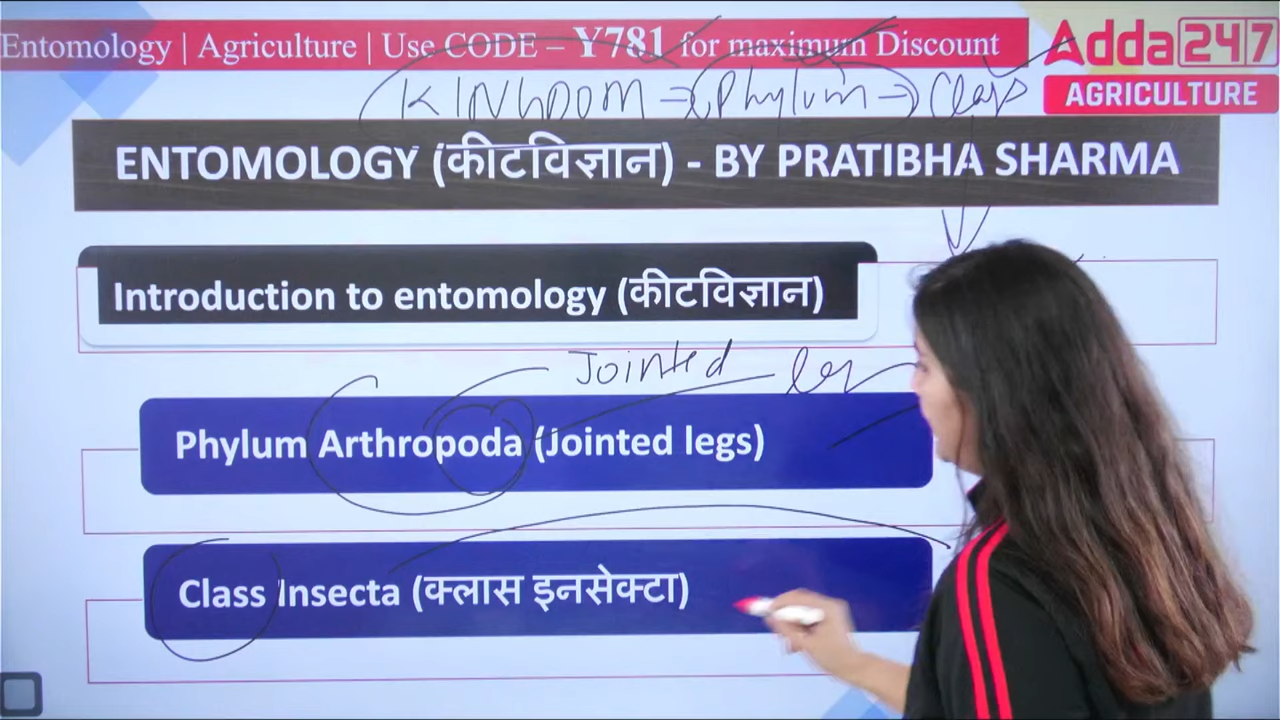 Entomology | Agriculture | Use CODE – Y781 for maximum Discount
Adda247
AGRICULTURE
KINGDOM → Phylum → Class
ENTOMOLOGY (कीटविज्ञान) - BY PRATIBHA SHARMA
Introduction to entomology (कीटविज्ञान)
Jointed leg
Phylum Arthropoda (Jointed legs)
Class Insecta (क्लास इनसेक्टा)